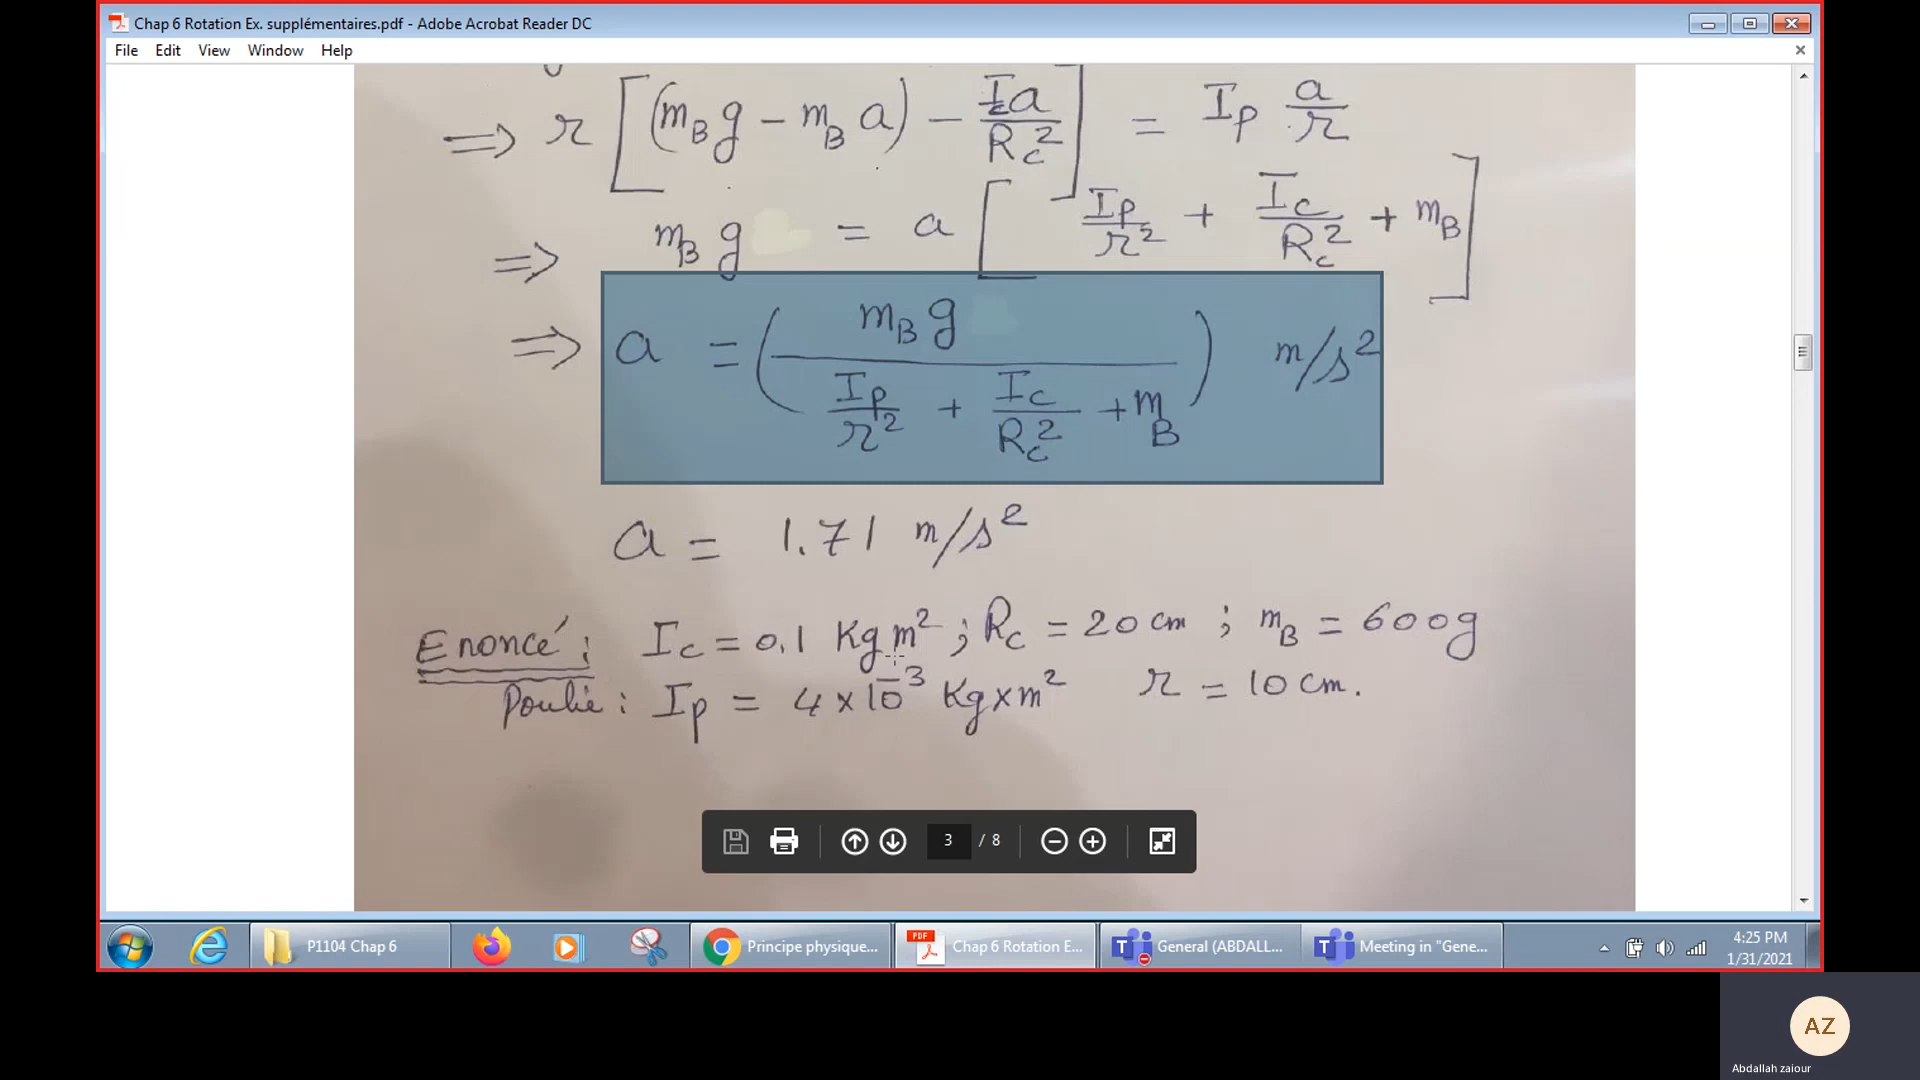 Chap 6 Rotation Ex. supplémentaires.pdf - Adobe Acrobat Reader DC
File Edit View Window Help
⇒ r [(m_B g − m_B a) − I_c a / R_c²] = I_p a/r
⇒ m_B g = a [I_p/r² + I_c/R_c² + m_B]
⇒ a = (m_B g / (I_p/r² + I_c/R_c² + m_B)) m/s²
a = 1.71 m/s²
Enoncé: I_c = 0.1 Kg m² ; R_c = 20 cm ; m_B = 600g
Poulie: I_p = 4 x 10⁻³ Kg x m² r = 10 cm.
3 / 8
P1104 Chap 6
Principe physique...
PDF
Chap 6 Rotation E...
General (ABDALL...
Meeting in "Gene...
4:25 PM
1/31/2021
AZ
Abdallah zaiour